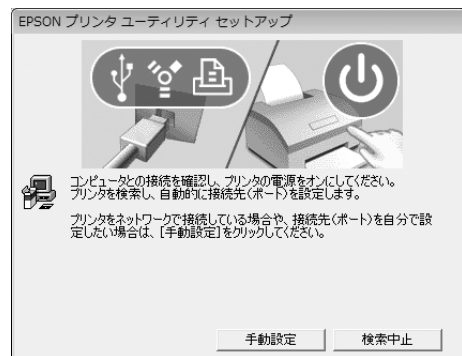 EPSON プリンタ ユーティリティ セットアップ
コンピュータとの接続を確認し、プリンタの電源をオンにしてください。
プリンタを検索し、自動的に接続先(ポート)を設定します。
プリンタをネットワークで接続している場合や、接続先(ポート)を自分で設
定したい場合は、[手動設定]をクリックしてください。
手動設定 検索中止